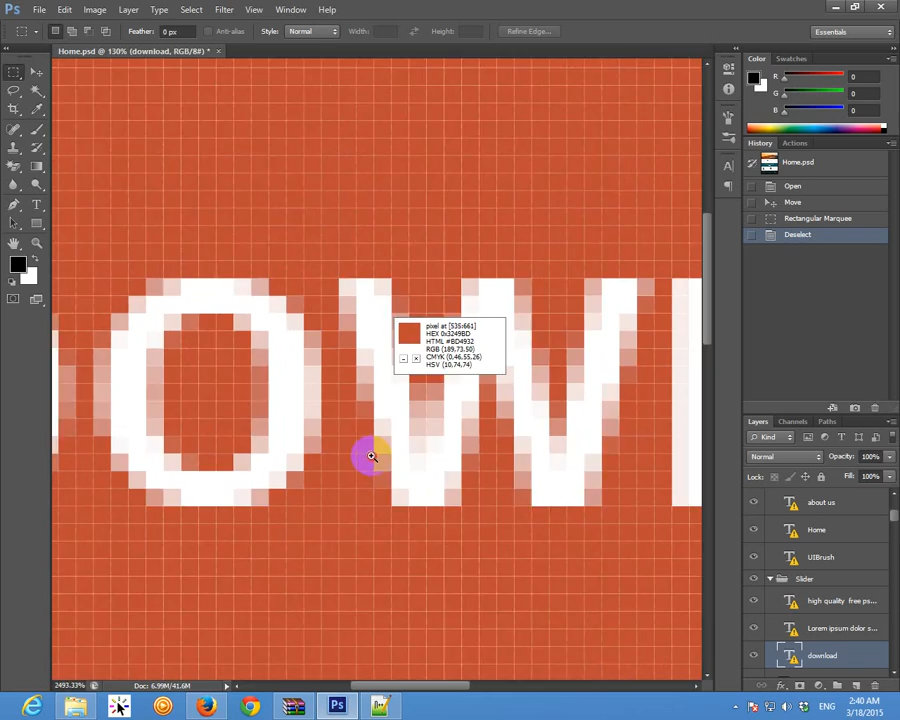 Ps File Edit Image Layer Type Select Filter View Window Help
Feather: 0 px Anti-alias Style: Normal Width: Height: Refine Edge... Essentials
Home.psd @ 130% (download, RGB/8#) * ×
Color Swatches
R 0
G 0
B 0
History Actions
Home.psd
Open
Move
Rectangular Marquee
Deselect
OW
pixel at [535:661]
HEX 0x3249BD
HTML #BD4932
RGB (189,73,50)
CMYK (0,46,55,26)
HSV (10,74,74)
Layers Channels Paths
Kind
Normal Opacity: 100%
Lock: Fill: 100%
about us
Home
UIBrush
Slider
high quality free ps...
Lorem ipsum dolor s...
download
2493.33% Doc: 6.99M/41.6M
Ps
ENG
2:40 AM
3/18/2015